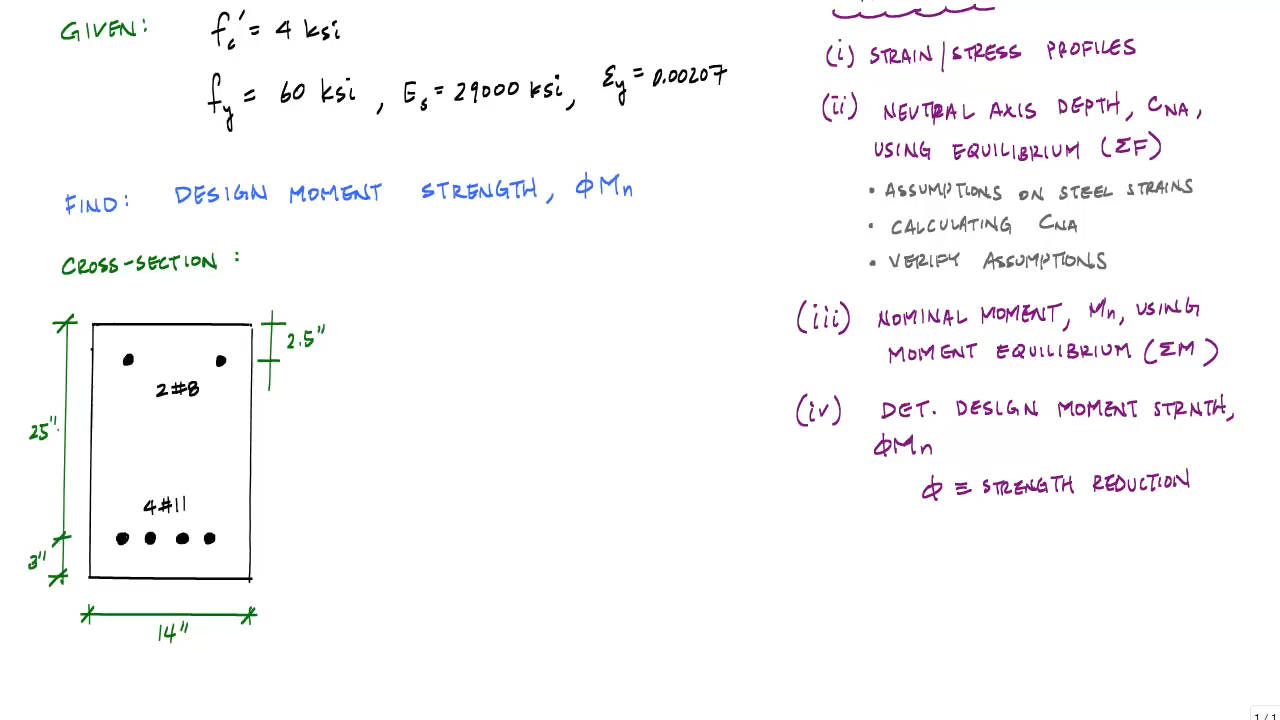 GIVEN: fc' = 4 ksi
fy = 60 ksi, Es = 29000 ksi, εy = 0.00207
FIND: DESIGN MOMENT STRENGTH, ϕMn
CROSS-SECTION:
2.5"
2#8
25"
4#11
3"
14"
(i) STRAIN/STRESS PROFILES
(ii) NEUTRAL AXIS DEPTH, CNA,
USING EQUILIBRIUM (ΣF)
• ASSUMPTIONS ON STEEL STRAINS
• CALCULATING CNA
• VERIFY ASSUMPTIONS
(iii) NOMINAL MOMENT, Mn, USING
MOMENT EQUILIBRIUM (ΣM)
(iv) DET. DESIGN MOMENT STRNTH,
ϕMn
ϕ ≡ STRENGTH REDUCTION
1/1